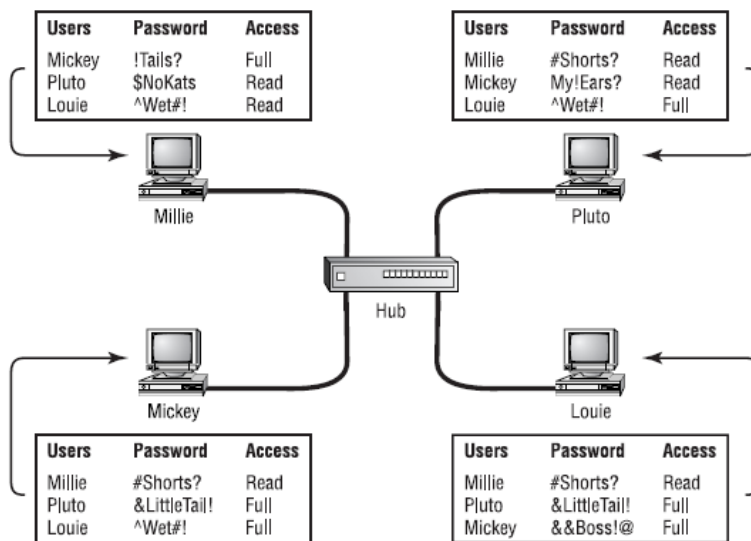 Users Password Access
Mickey !Tails? Full
Pluto $NoKats Read
Louie ^Wet#! Read
Users Password Access
Millie #Shorts? Read
Mickey My!Ears? Read
Louie ^Wet#! Full
Millie
Pluto
Hub
Mickey
Louie
Users Password Access
Millie #Shorts? Read
Pluto &LittleTail! Full
Louie ^Wet#! Full
Users Password Access
Millie #Shorts? Read
Pluto &LittleTail! Full
Mickey &&Boss!@ Full